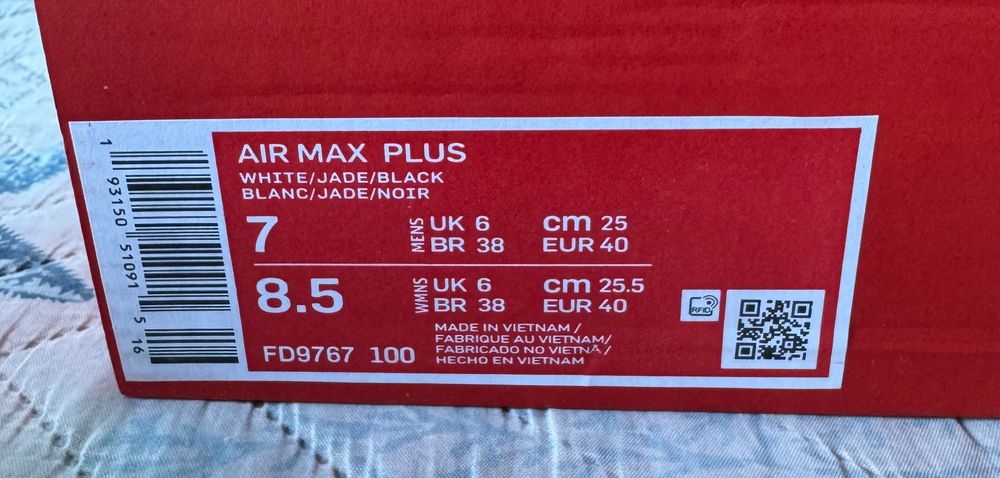 AIR MAX PLUS
WHITE/JADE/BLACK
BLANC/JADE/NOIR
7 MENS UK 6 cm 25
BR 38 EUR 40
8.5 WMNS UK 6 cm 25.5
BR 38 EUR 40
FD9767 100
MADE IN VIETNAM /
FABRIQUE AU VIETNAM/
FABRICADO NO VIETNÃ /
HECHO EN VIETNAM
RFID
1 93150 51091 5 16